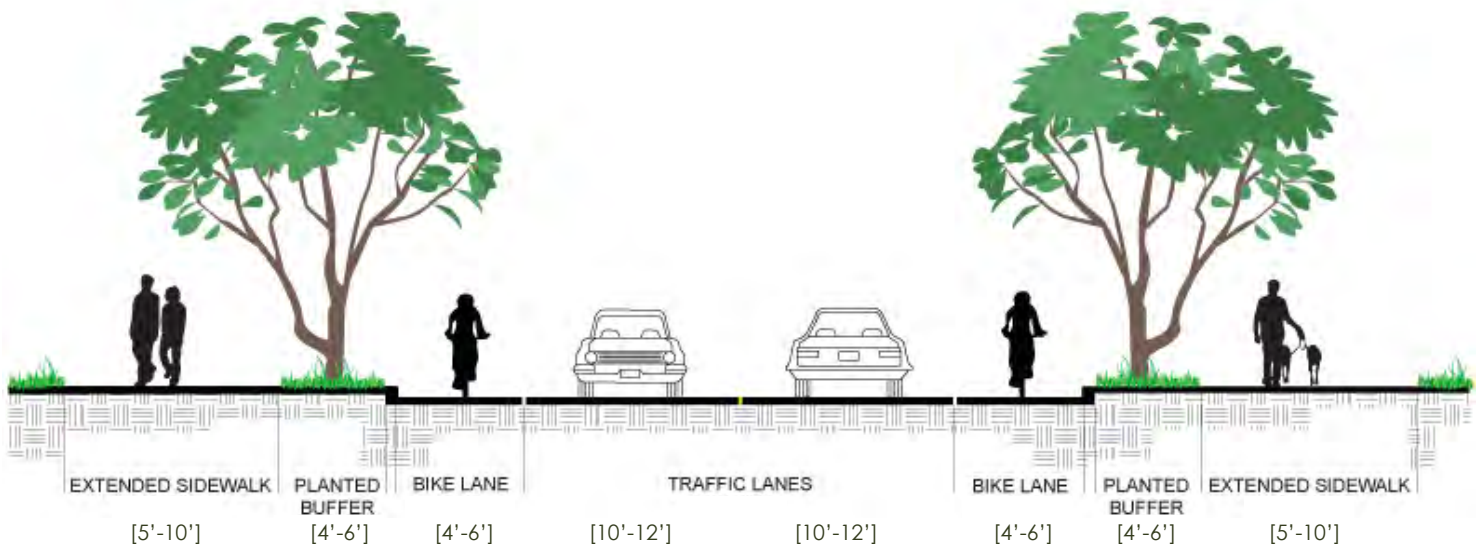 EXTENDED SIDEWALK
PLANTED
BUFFER
BIKE LANE
TRAFFIC LANES
BIKE LANE
PLANTED
BUFFER
EXTENDED SIDEWALK
[5'-10']
[4'-6']
[4'-6']
[10'-12']
[10'-12']
[4'-6']
[4'-6']
[5'-10']